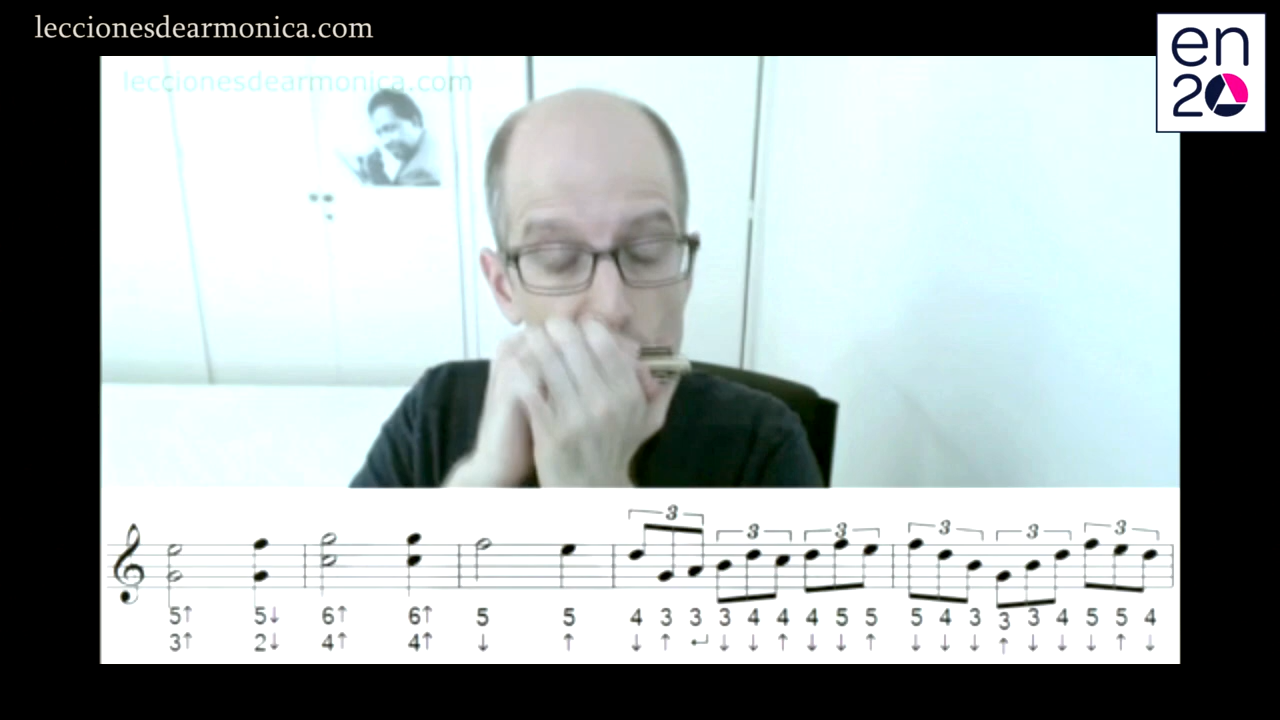 leccionesdearmonica.com
en
20
leccionesdearmonica.com
3 3 3 3 3 3
5↑ 5↓ 6↑ 6↑ 5 5 4 3 3 3 4 4 4 5 5 5 4 3 3 3 4 5 5 4
3↑ 2↓ 4↑ 4↑ ↓ ↑ ↓ ↑ ↵ ↓ ↓ ↑ ↓ ↓ ↑ ↓ ↓ ↓ ↑ ↓ ↓ ↓ ↑ ↓